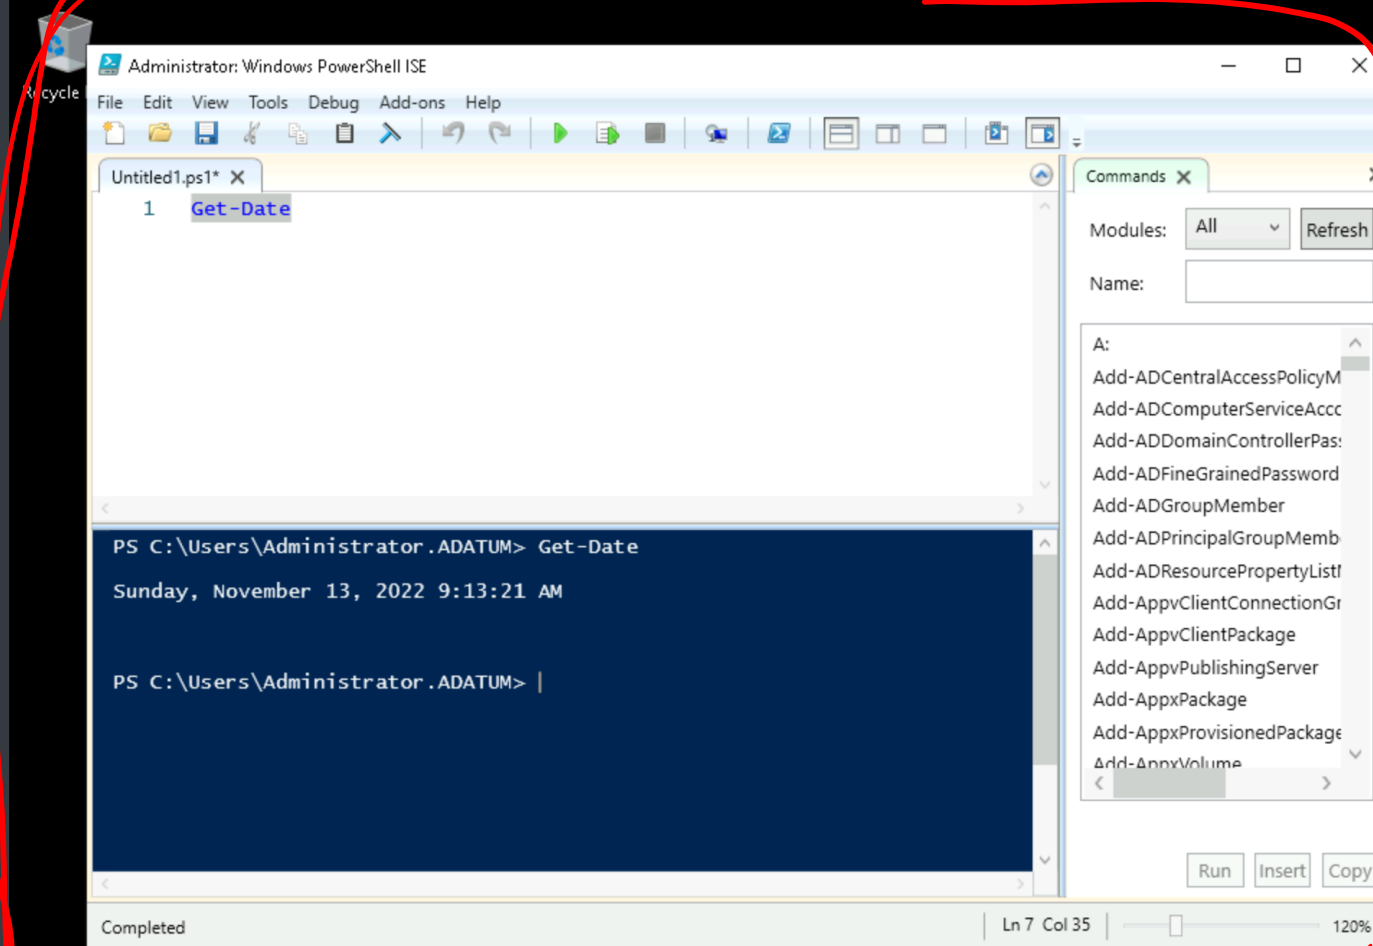 Recycle
Administrator: Windows PowerShell ISE
File Edit View Tools Debug Add-ons Help
Untitled1.ps1*
1 Get-Date
PS C:\Users\Administrator.ADATUM> Get-Date
Sunday, November 13, 2022 9:13:21 AM
PS C:\Users\Administrator.ADATUM>
Commands
Modules: All Refresh
Name:
A:
Add-ADCentralAccessPolicyM
Add-ADComputerServiceAccc
Add-ADDomainControllerPas
Add-ADFineGrainedPassword
Add-ADGroupMember
Add-ADPrincipalGroupMemb
Add-ADResourcePropertyList
Add-AppvClientConnectionGr
Add-AppvClientPackage
Add-AppvPublishingServer
Add-AppxPackage
Add-AppxProvisionedPackage
Add-AppxVolume
Run Insert Copy
Completed Ln 7 Col 35 120%